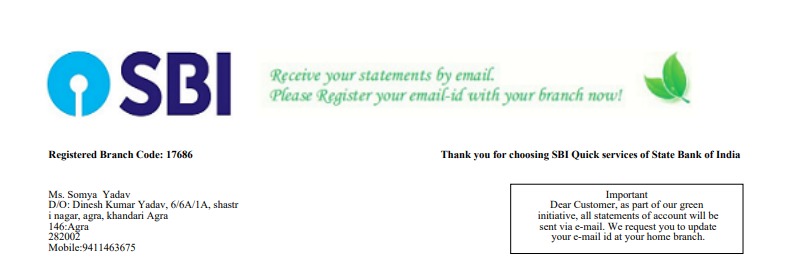 SBI
Receive your statements by email.
Please Register your email-id with your branch now!
Registered Branch Code: 17686
Thank you for choosing SBI Quick services of State Bank of India
Ms. Somya  Yadav
D/O: Dinesh Kumar Yadav, 6/6A/1A, shastr
i nagar, agra, khandari Agra
146:Agra
282002
Mobile:9411463675
Important
Dear Customer, as part of our green
initiative, all statements of account will be
sent via e-mail. We request you to update
your e-mail id at your home branch.